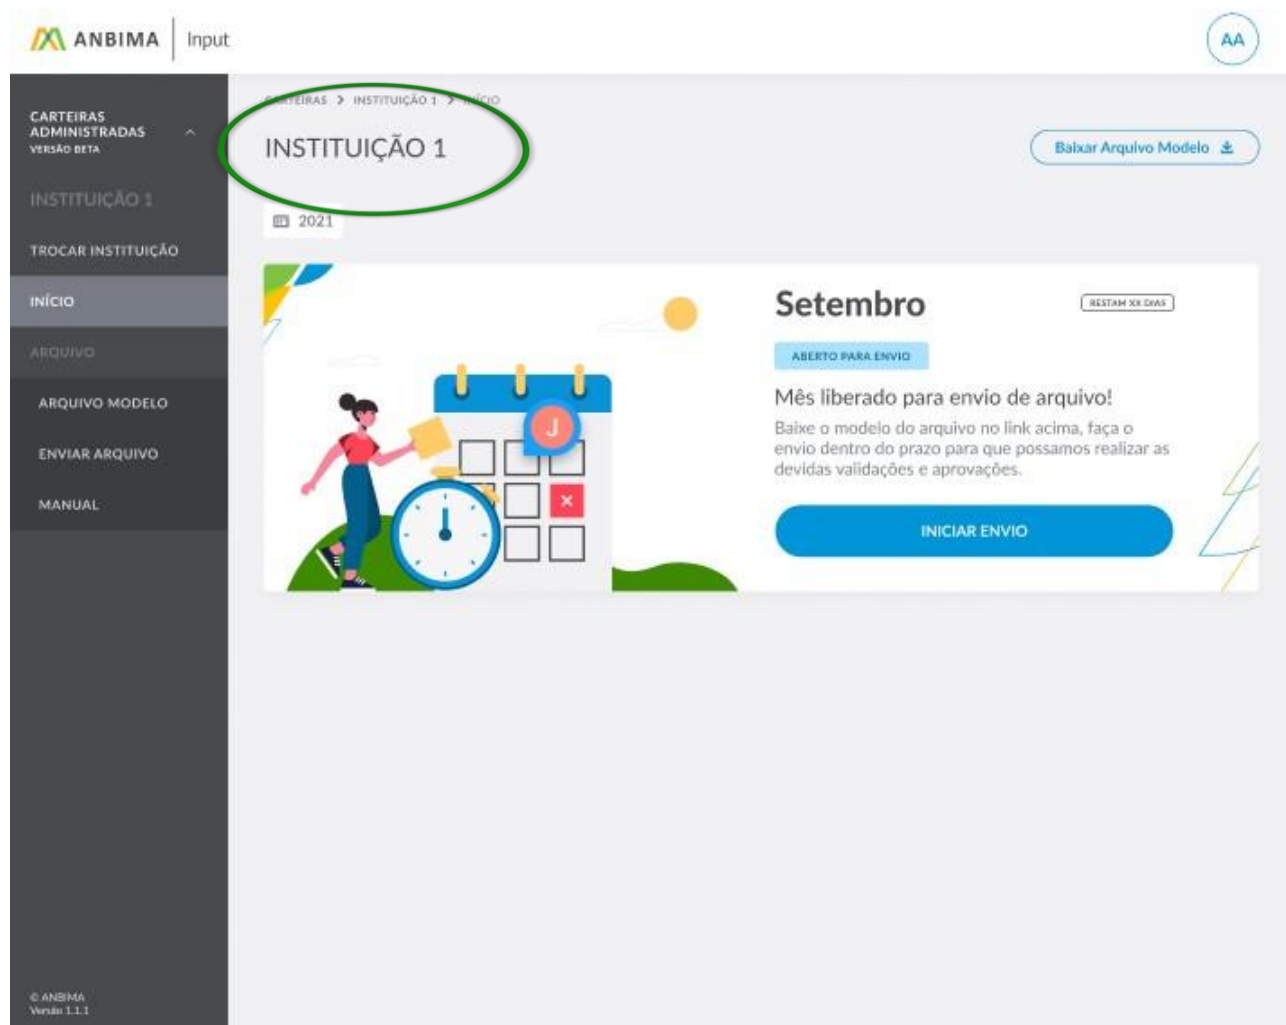 ANBIMA Input
AA
CARTEIRAS
ADMINISTRADAS
VERSÃO BETA
INSTITUIÇÃO 1
TROCAR INSTITUIÇÃO
INÍCIO
ARQUIVO
ARQUIVO MODELO
ENVIAR ARQUIVO
MANUAL
© ANBIMA
Versão 1.1.1
CARTEIRAS > INSTITUIÇÃO 1 > INÍCIO
INSTITUIÇÃO 1
Baixar Arquivo Modelo
2021
J
Setembro
RESTAM XX DIAS
ABERTO PARA ENVIO
Mês liberado para envio de arquivo!
Baixe o modelo do arquivo no link acima, faça o
envio dentro do prazo para que possamos realizar as
devidas validações e aprovações.
INICIAR ENVIO